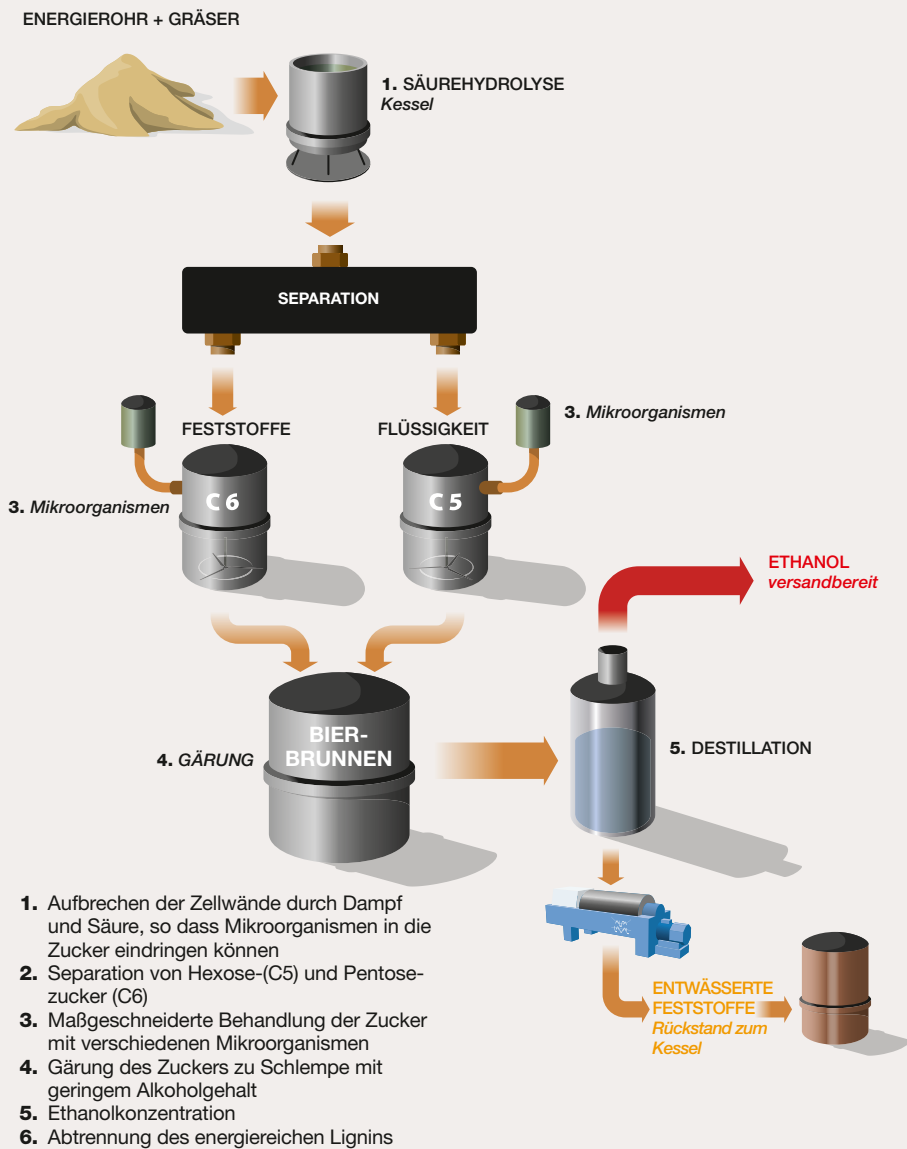 ENERGIEROHR + GRÄSER
1. SÄUREHYDROLYSE
Kessel
SEPARATION
FESTSTOFFE
FLÜSSIGKEIT
3. Mikroorganismen
3. Mikroorganismen
C 6
C 5
ETHANOL
versandbereit
4. GÄRUNG
BIER-
BRUNNEN
5. DESTILLATION
1. Aufbrechen der Zellwände durch Dampf
und Säure, so dass Mikroorganismen in die
Zucker eindringen können
2. Separation von Hexose-(C5) und Pentose-
zucker (C6)
3. Maßgeschneiderte Behandlung der Zucker
mit verschiedenen Mikroorganismen
4. Gärung des Zuckers zu Schlempe mit
geringem Alkoholgehalt
5. Ethanolkonzentration
6. Abtrennung des energiereichen Lignins
ENTWÄSSERTE
FESTSTOFFE
Rückstand zum
Kessel